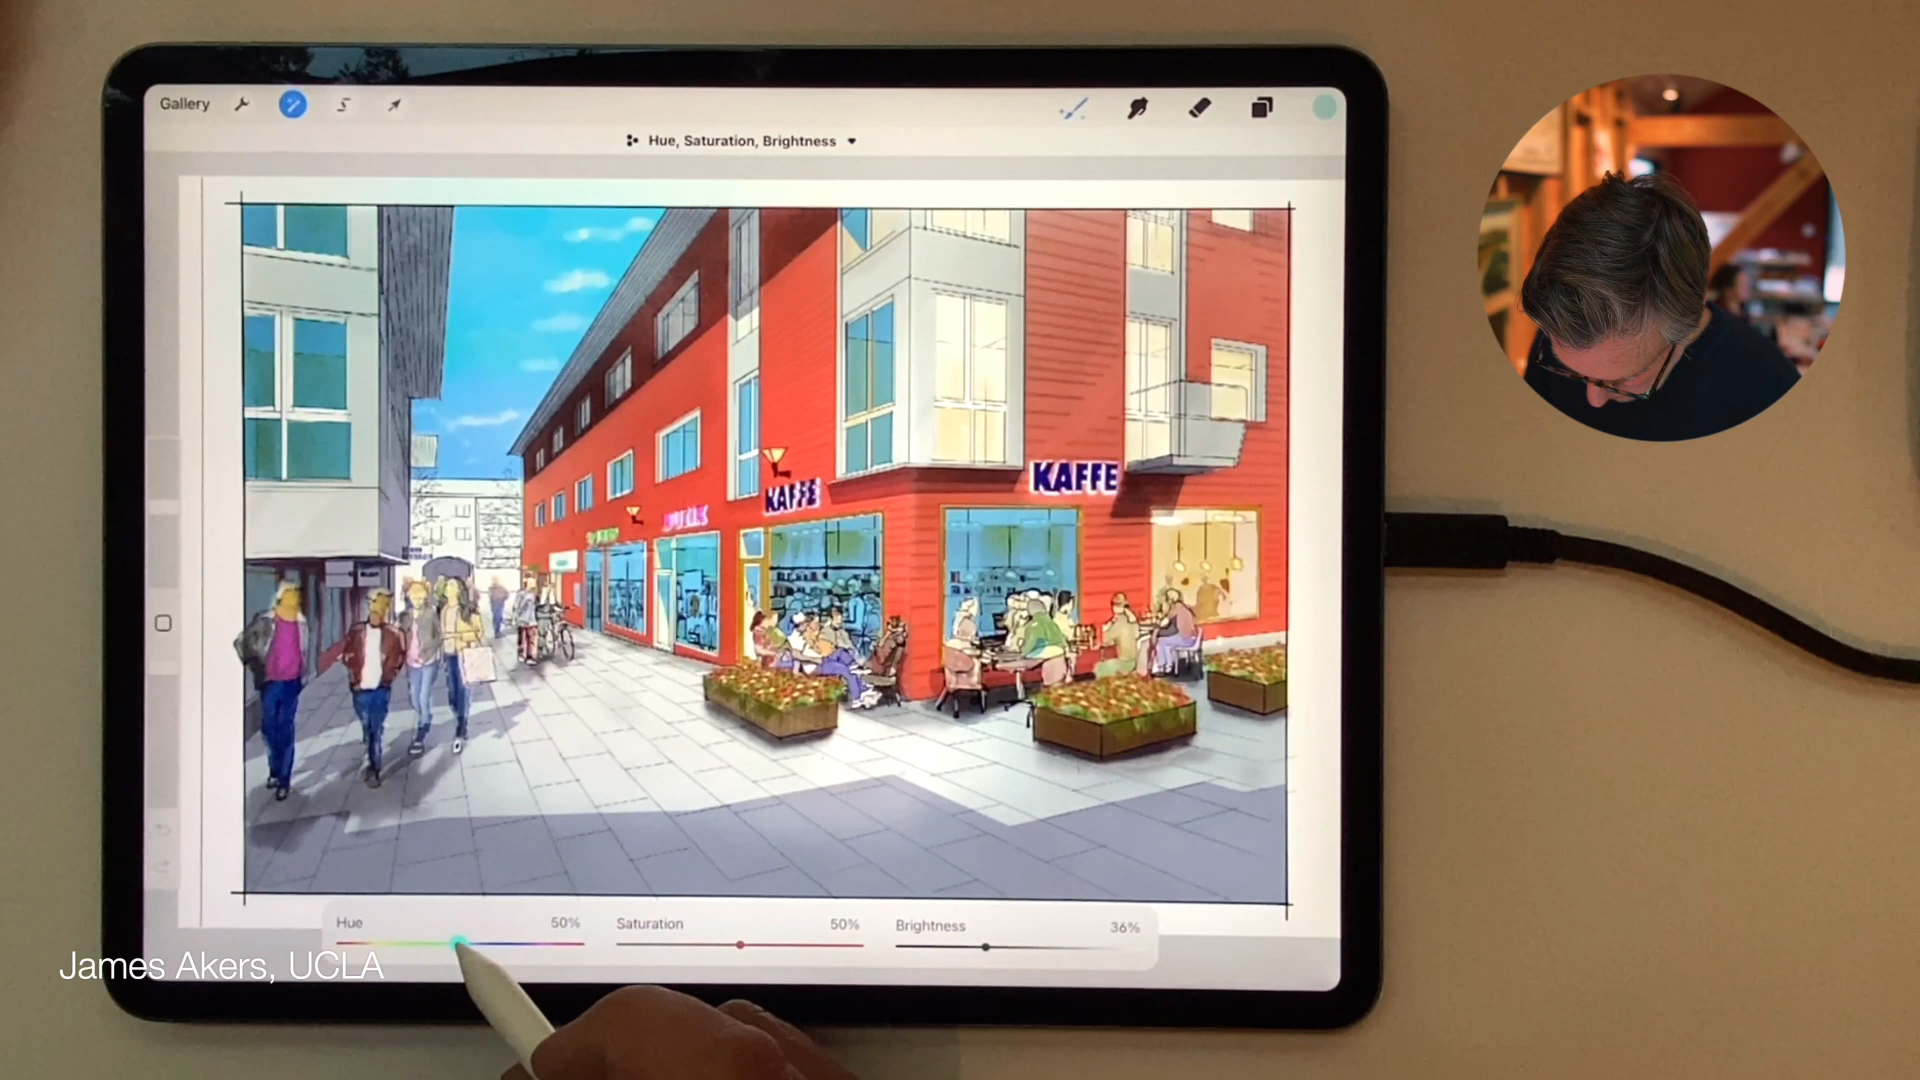 Gallery
Hue, Saturation, Brightness
KAFFE
KAFFE
Hue 50% Saturation 50% Brightness 36%
James Akers, UCLA